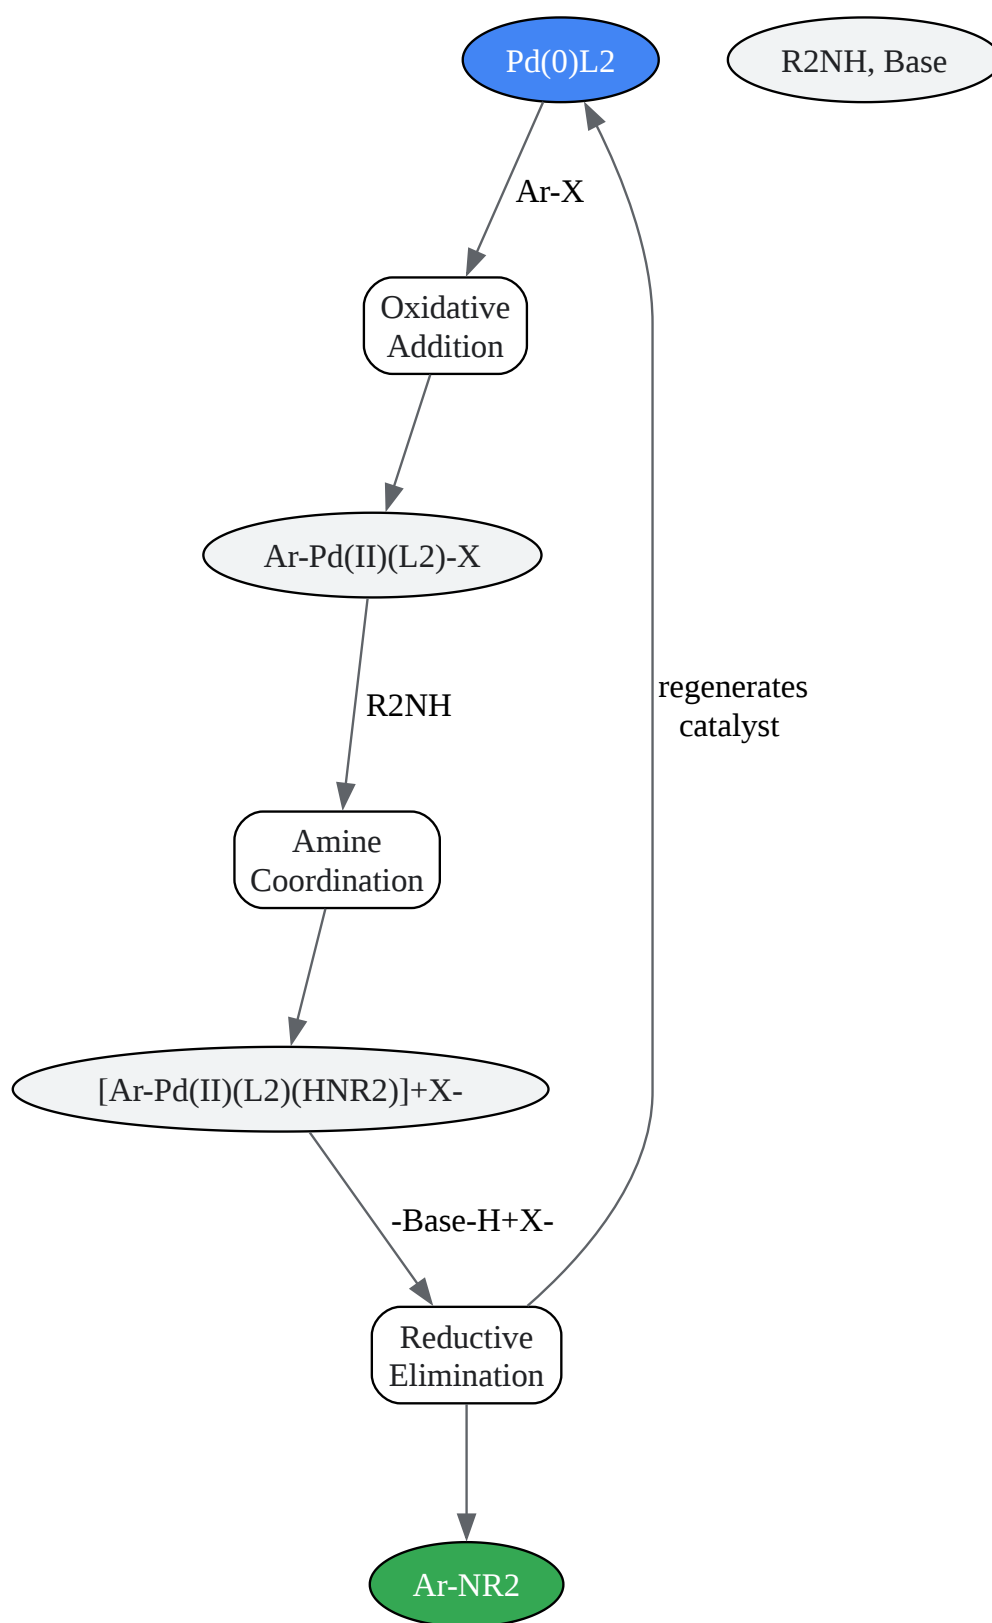 Pd(0)L2
R2NH, Base
Ar-X
Oxidative
Addition
Ar-Pd(II)(L2)-X
R2NH
regenerates
catalyst
Amine
Coordination
[Ar-Pd(II)(L2)(HNR2)]+X-
-Base-H+X-
Reductive
Elimination
Ar-NR2